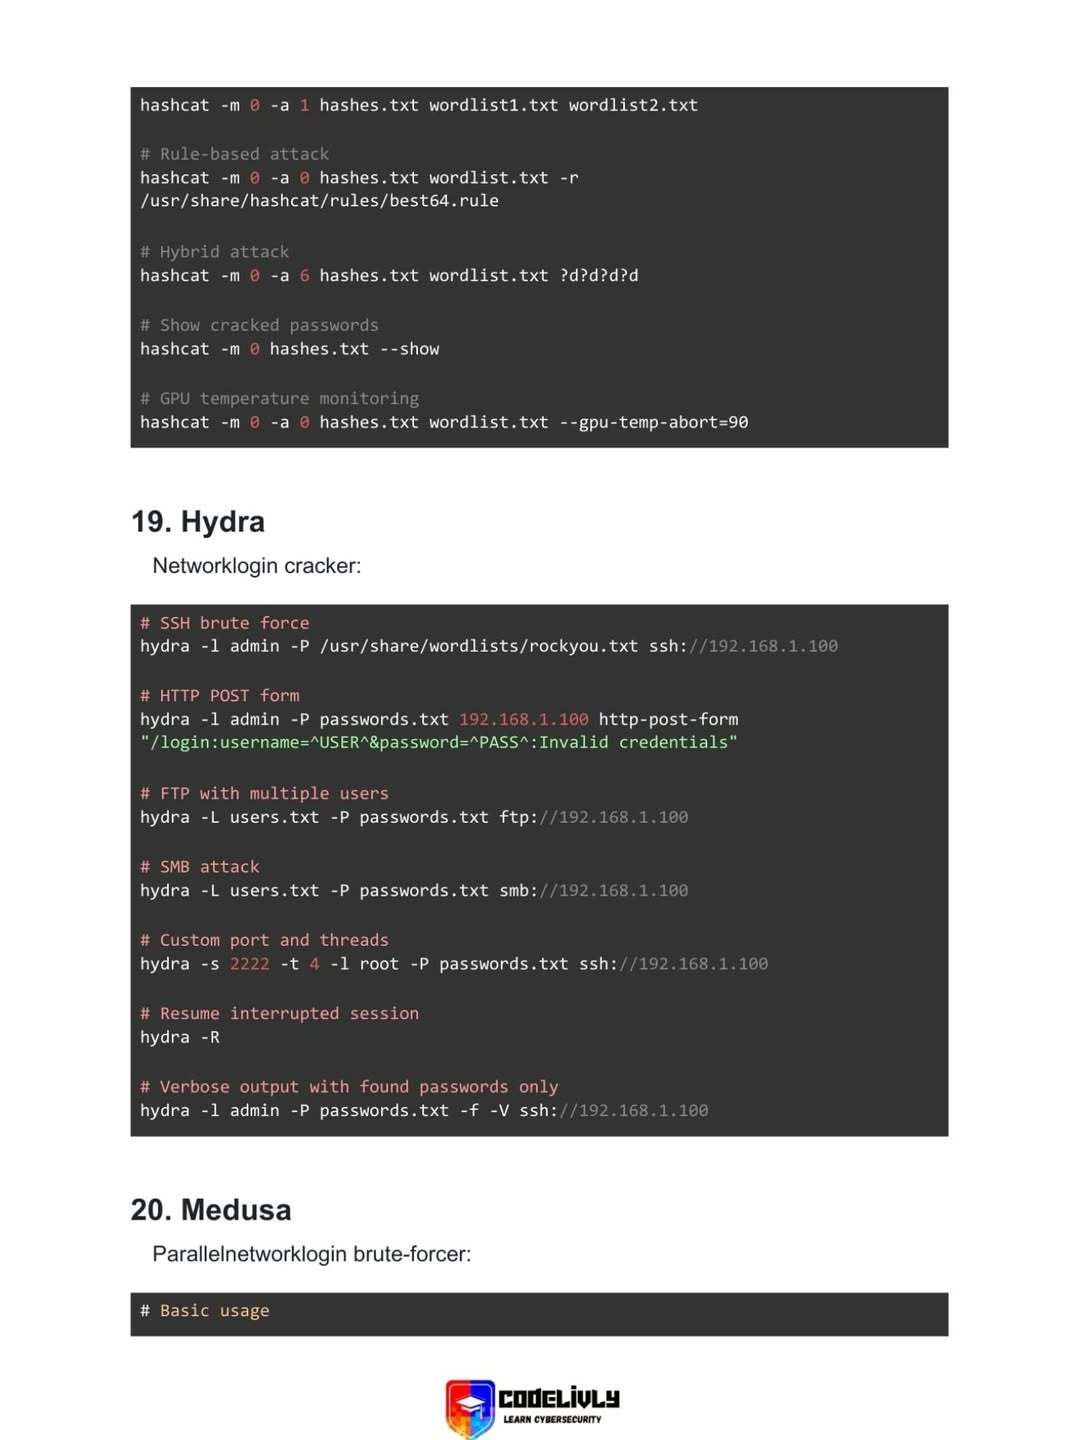 hashcat -m 0 -a 1 hashes.txt wordlist1.txt wordlist2.txt
# Rule-based attack
hashcat -m 0 -a 0 hashes.txt wordlist.txt -r
/usr/share/hashcat/rules/best64.rule
# Hybrid attack
hashcat -m 0 -a 6 hashes.txt wordlist.txt ?d?d?d?d
# Show cracked passwords
hashcat -m 0 hashes.txt --show
# GPU temperature monitoring
hashcat -m 0 -a 0 hashes.txt wordlist.txt --gpu-temp-abort=90
19. Hydra
Networklogin cracker:
# SSH brute force
hydra -l admin -P /usr/share/wordlists/rockyou.txt ssh://192.168.1.100
# HTTP POST form
hydra -l admin -P passwords.txt 192.168.1.100 http-post-form
"/login:username=^USER^&password=^PASS^:Invalid credentials"
# FTP with multiple users
hydra -L users.txt -P passwords.txt ftp://192.168.1.100
# SMB attack
hydra -L users.txt -P passwords.txt smb://192.168.1.100
# Custom port and threads
hydra -s 2222 -t 4 -l root -P passwords.txt ssh://192.168.1.100
# Resume interrupted session
hydra -R
# Verbose output with found passwords only
hydra -l admin -P passwords.txt -f -V ssh://192.168.1.100
20. Medusa
Parallelnetworklogin brute-forcer:
# Basic usage
CODELIVLY
LEARN CYBERSECURITY